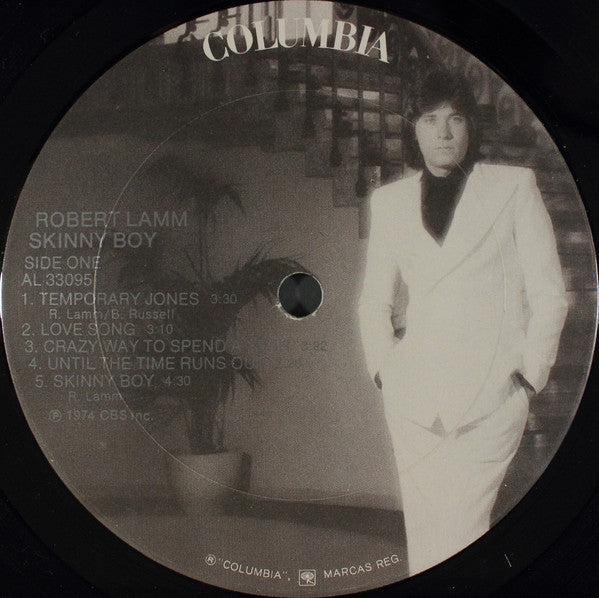 COLUMBIA
ROBERT LAMM
SKINNY BOY
SIDE ONE
AL 33095
1. TEMPORARY JONES 3:30
R. Lamm/B. Russell
2. LOVE SONG 3:10
3. CRAZY WAY TO SPEND A
4. UNTIL THE TIME RUNS OUT
5. SKINNY BOY 4:30
R. Lamm
℗ 1974 CBS Inc.
® "COLUMBIA", MARCAS REG.